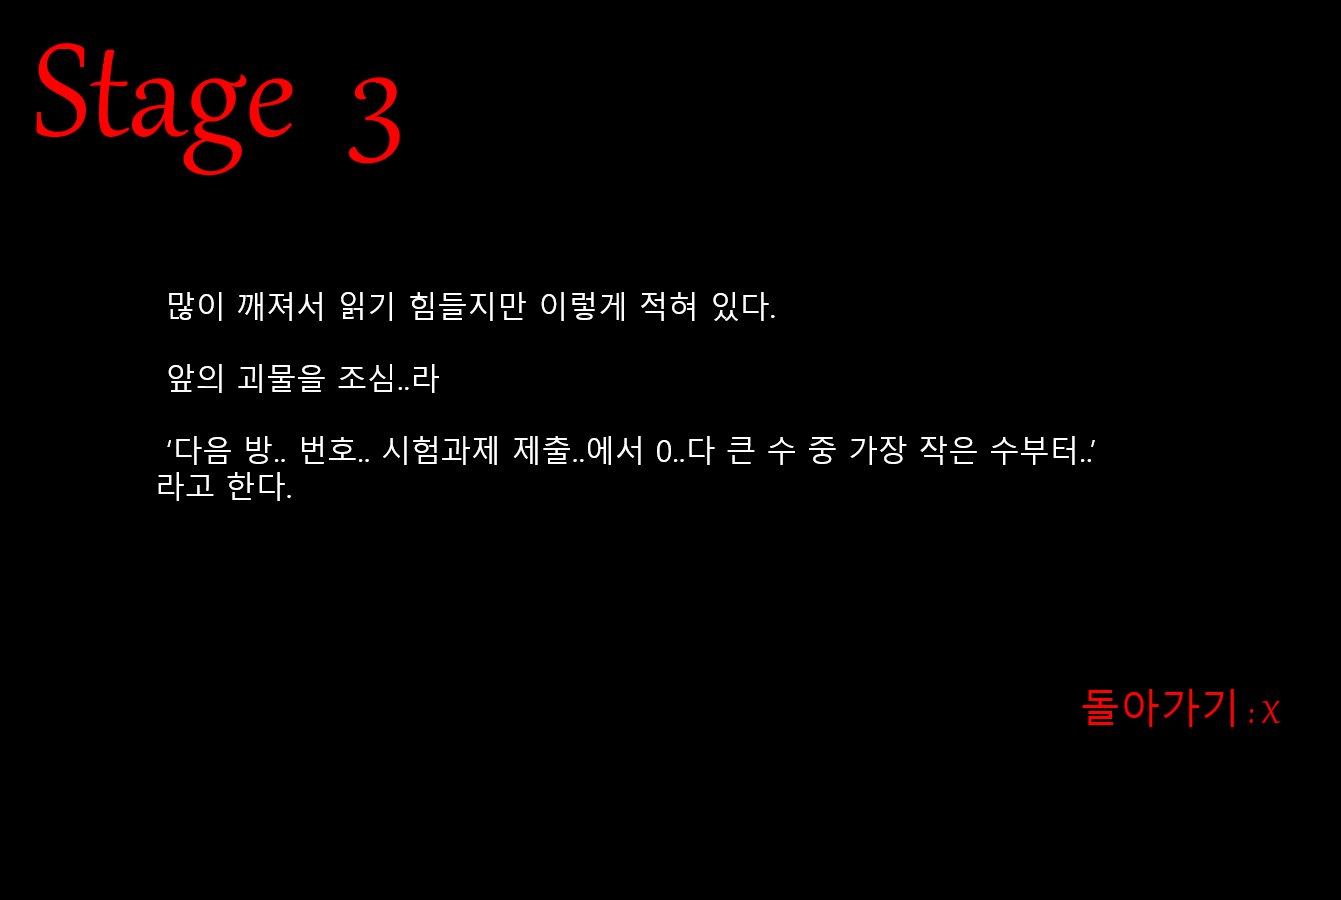 Stage 3
많이 깨져서 읽기 힘들지만 이렇게 적혀 있다.
앞의 괴물을 조심..라
'다음 방.. 번호.. 시험과제 제출..에서 0..다 큰 수 중 가장 작은 수부터..'
라고 한다.
돌아가기 : X